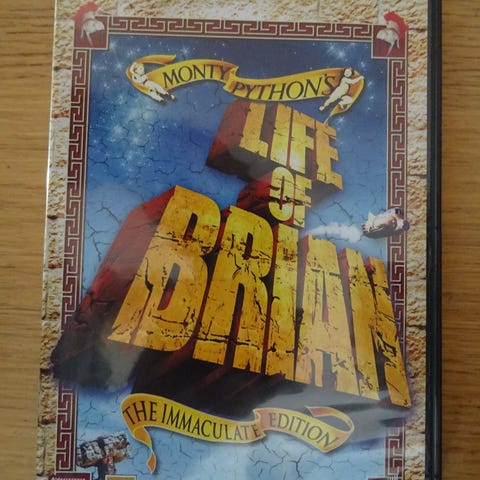 MONTY PYTHON'S
LIFE
OF
BRIAN
THE IMMACULATE EDITION